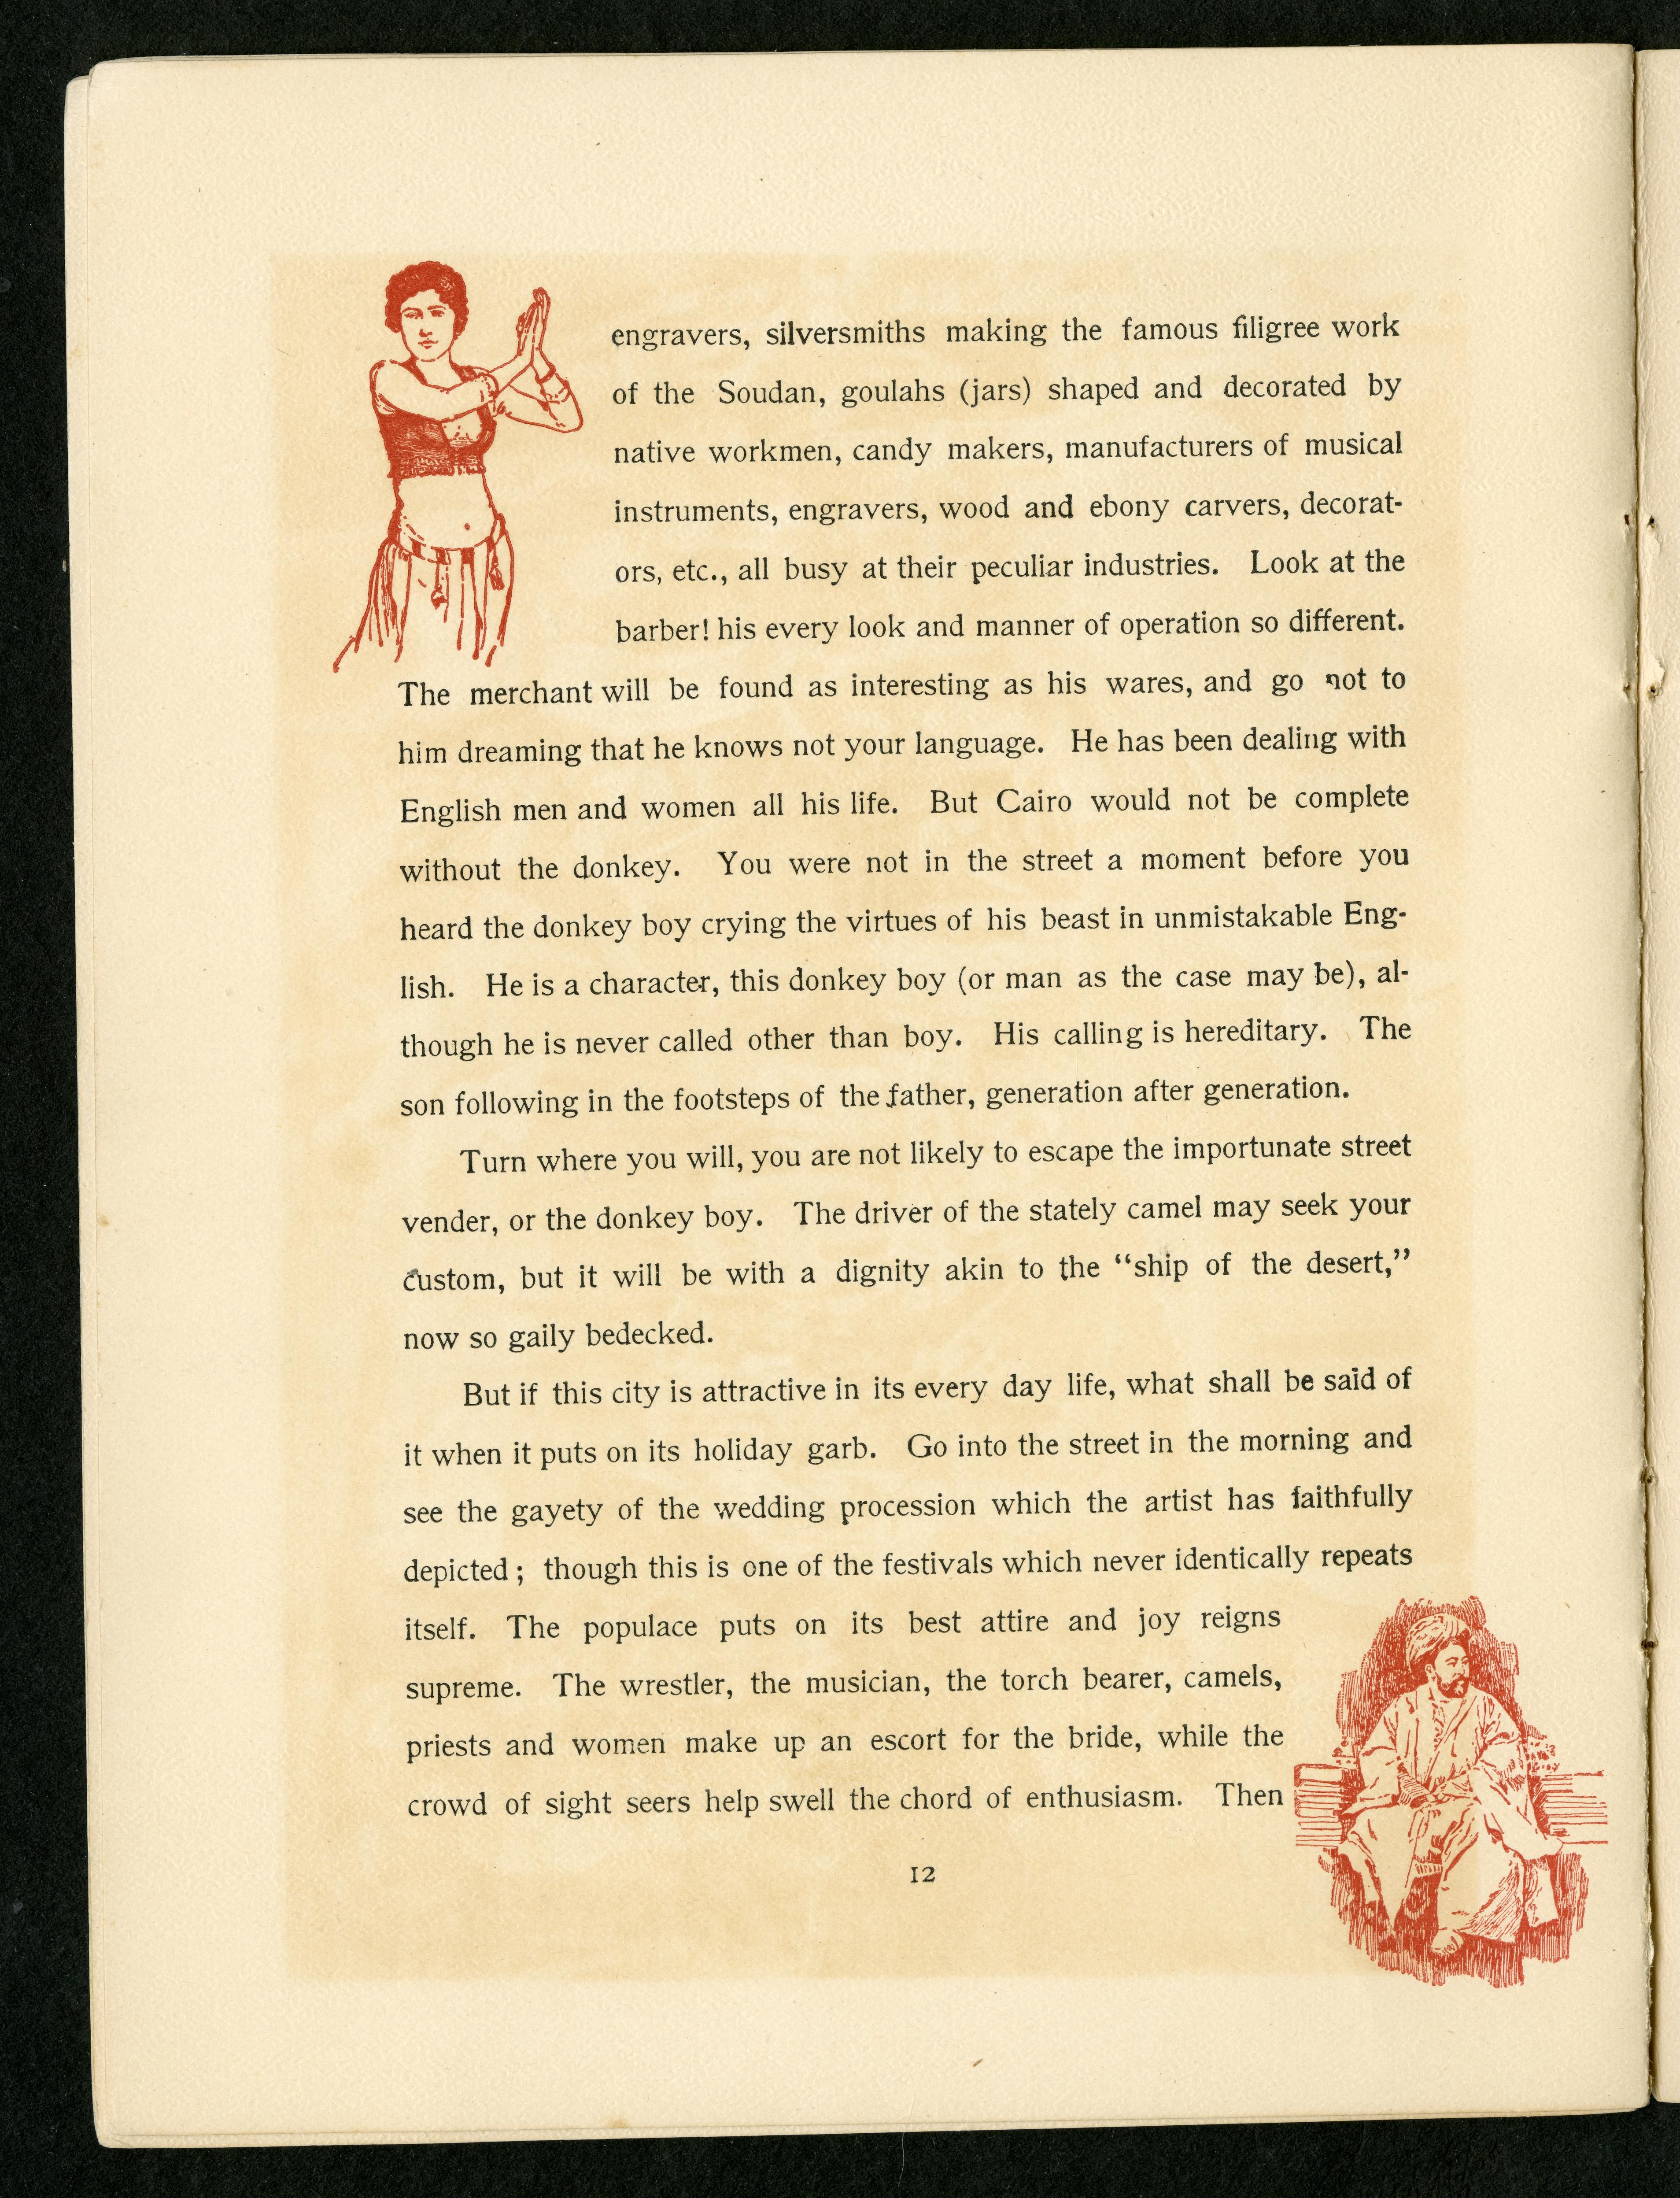 engravers, silversmiths making the famous filigree work
of the Soudan, goulahs (jars) shaped and decorated by
native workmen, candy makers, manufacturers of musical
instruments, engravers, wood and ebony carvers, decorat-
ors, etc., all busy at their peculiar industries. Look at the
barber! his every look and manner of operation so different.
The merchant will be found as interesting as his wares, and go not to
him dreaming that he knows not your language. He has been dealing with
English men and women all his life. But Cairo would not be complete
without the donkey. You were not in the street a moment before you
heard the donkey boy crying the virtues of his beast in unmistakable Eng-
lish. He is a character, this donkey boy (or man as the case may be), al-
though he is never called other than boy. His calling is hereditary. The
son following in the footsteps of the father, generation after generation.
Turn where you will, you are not likely to escape the importunate street
vender, or the donkey boy. The driver of the stately camel may seek your
custom, but it will be with a dignity akin to the “ship of the desert,”
now so gaily bedecked.
But if this city is attractive in its every day life, what shall be said of
it when it puts on its holiday garb. Go into the street in the morning and
see the gayety of the wedding procession which the artist has faithfully
depicted; though this is one of the festivals which never identically repeats
itself. The populace puts on its best attire and joy reigns
supreme. The wrestler, the musician, the torch bearer, camels,
priests and women make up an escort for the bride, while the
crowd of sight seers help swell the chord of enthusiasm. Then
12